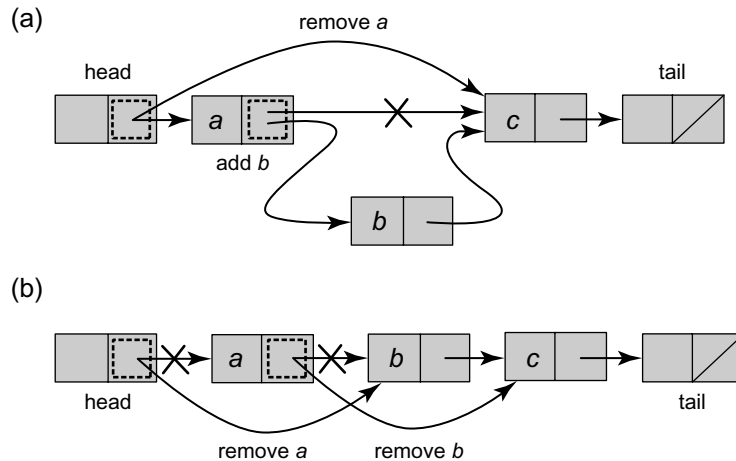 (a)
remove a
head
tail
a
c
add b
b
(b)
a
b
c
head
tail
remove a
remove b